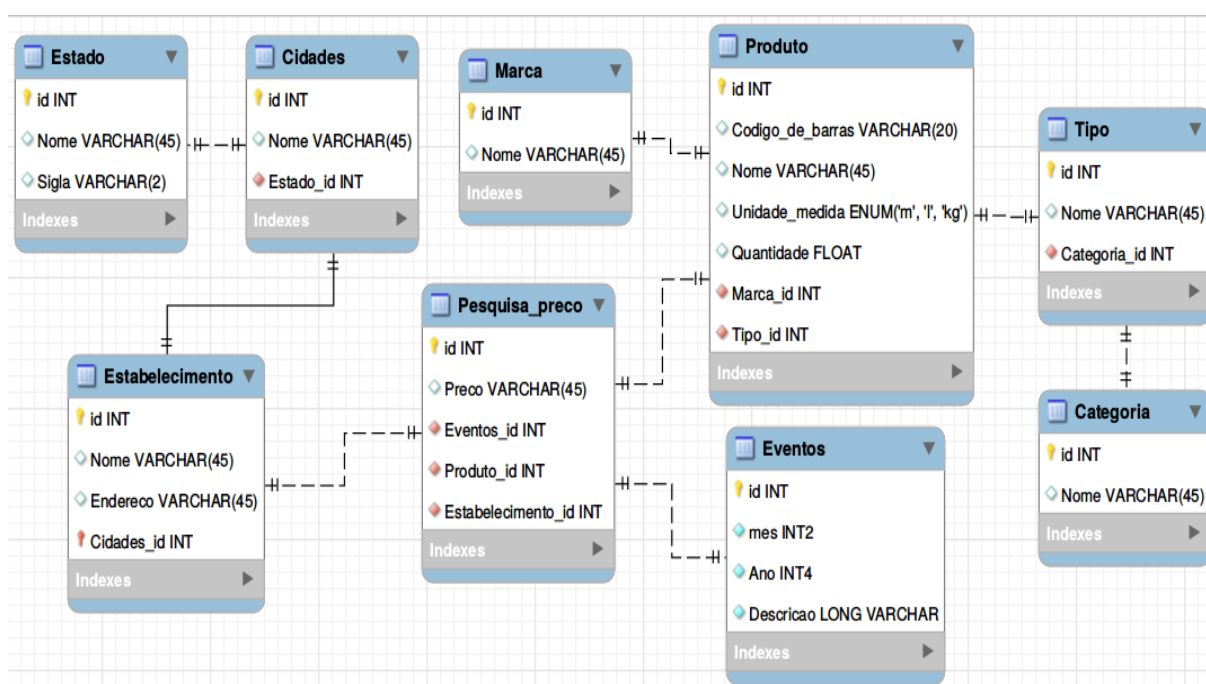 Estado
id INT
Nome VARCHAR(45)
Sigla VARCHAR(2)
Indexes
Cidades
id INT
Nome VARCHAR(45)
Estado_id INT
Indexes
Marca
id INT
Nome VARCHAR(45)
Indexes
Produto
id INT
Codigo_de_barras VARCHAR(20)
Nome VARCHAR(45)
Unidade_medida ENUM('m', 'l', 'kg')
Quantidade FLOAT
Marca_id INT
Tipo_id INT
Indexes
Tipo
id INT
Nome VARCHAR(45)
Categoria_id INT
Indexes
Estabelecimento
id INT
Nome VARCHAR(45)
Endereco VARCHAR(45)
Cidades_id INT
Indexes
Pesquisa_preco
id INT
Preco VARCHAR(45)
Eventos_id INT
Produto_id INT
Estabelecimento_id INT
Indexes
Eventos
id INT
mes INT2
Ano INT4
Descricao LONG VARCHAR
Indexes
Categoria
id INT
Nome VARCHAR(45)
Indexes